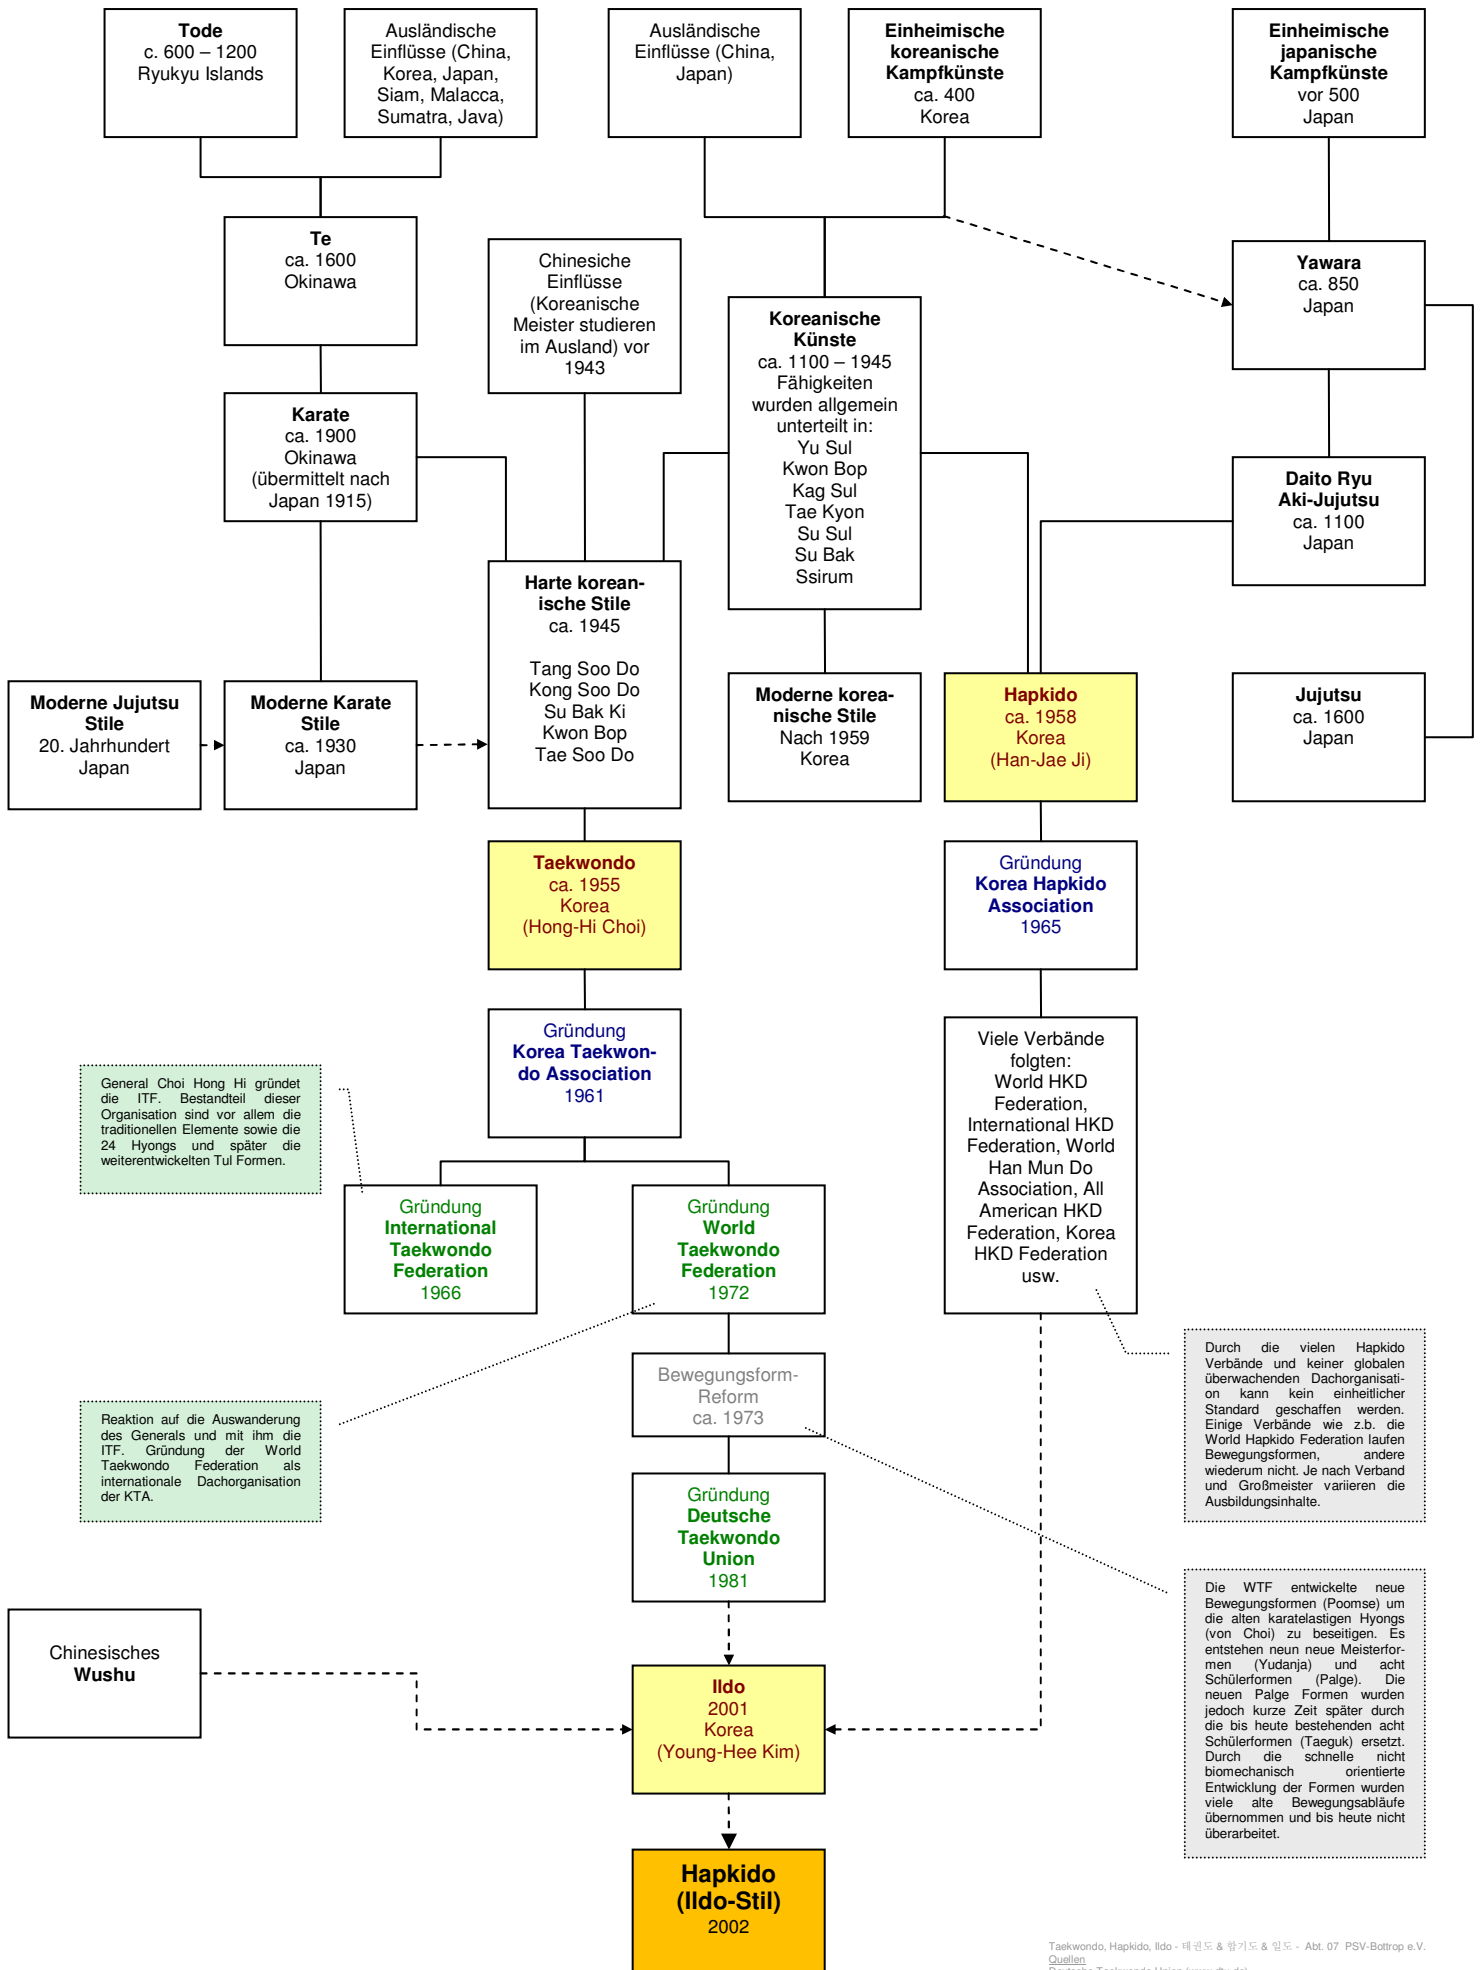 Tode
c. 600 – 1200
Ryukyu Islands
Ausländische
Einflüsse (China,
Korea, Japan,
Siam, Malacca,
Sumatra, Java)
Ausländische
Einflüsse (China,
Japan)
Einheimische
koreanische
Kampfkünste
ca. 400
Korea
Einheimische
japanische
Kampfkünste
vor 500
Japan
Te
ca. 1600
Okinawa
Chinesiche
Einflüsse
(Koreanische
Meister studieren
im Ausland) vor
1943
Koreanische
Künste
ca. 1100 – 1945
Fähigkeiten
wurden allgemein
unterteilt in:
Yu Sul
Kwon Bop
Kag Sul
Tae Kyon
Su Sul
Su Bak
Ssirum
Yawara
ca. 850
Japan
Karate
ca. 1900
Okinawa
(übermittelt nach
Japan 1915)
Daito Ryu
Aki-Jujutsu
ca. 1100
Japan
Harte korean-
ische Stile
ca. 1945
Tang Soo Do
Kong Soo Do
Su Bak Ki
Kwon Bop
Tae Soo Do
Moderne Jujutsu
Stile
20. Jahrhundert
Japan
Moderne Karate
Stile
ca. 1930
Japan
Moderne korea-
nische Stile
Nach 1959
Korea
Hapkido
ca. 1958
Korea
(Han-Jae Ji)
Jujutsu
ca. 1600
Japan
Taekwondo
ca. 1955
Korea
(Hong-Hi Choi)
Gründung
Korea Hapkido
Association
1965
Gründung
Korea Taekwon-
do Association
1961
Viele Verbände
folgten:
World HKD
Federation,
International HKD
Federation, World
Han Mun Do
Association, All
American HKD
Federation, Korea
HKD Federation
usw.
General Choi Hong Hi gründet
die ITF. Bestandteil dieser
Organisation sind vor allem die
traditionellen Elemente sowie die
24 Hyongs und später die
weiterentwickelten Tul Formen.
Gründung
International
Taekwondo
Federation
1966
Gründung
World
Taekwondo
Federation
1972
Bewegungsform-
Reform
ca. 1973
Durch die vielen Hapkido
Verbände und keiner globalen
überwachenden Dachorganisati-
on kann kein einheitlicher
Standard geschaffen werden.
Einige Verbände wie z.b. die
World Hapkido Federation laufen
Bewegungsformen, andere
wiederum nicht. Je nach Verband
und Großmeister variieren die
Ausbildungsinhalte.
Reaktion auf die Auswanderung
des Generals und mit ihm die
ITF. Gründung der World
Taekwondo Federation als
internationale Dachorganisation
der KTA.
Gründung
Deutsche
Taekwondo
Union
1981
Die WTF entwickelte neue
Bewegungsformen (Poomse) um
die alten karatelastigen Hyongs
(von Choi) zu beseitigen. Es
entstehen neun neue Meisterfor-
men (Yudanja) und acht
Schülerformen (Palge). Die
neuen Palge Formen wurden
jedoch kurze Zeit später durch
die bis heute bestehenden acht
Schülerformen (Taeguk) ersetzt.
Durch die schnelle nicht
biomechanisch orientierte
Entwicklung der Formen wurden
viele alte Bewegungsabläufe
übernommen und bis heute nicht
überarbeitet.
Chinesisches
Wushu
Ildo
2001
Korea
(Young-Hee Kim)
Hapkido
(Ildo-Stil)
2002
Taekwondo, Hapkido, Ildo - 태권도 & 합기도 & 일도 - Abt. 07 PSV-Bottrop e.V.
Quellen